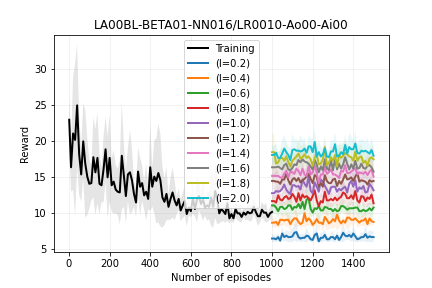 LA00BL-BETA01-NN016/LR0010-Ao00-Ai00
Reward
30
25
20
15
10
5
Training
(I=0.2)
(I=0.4)
(I=0.6)
(I=0.8)
(I=1.0)
(I=1.2)
(I=1.4)
(I=1.6)
(I=1.8)
(I=2.0)
0
200
400
600
800
1000
1200
1400
Number of episodes